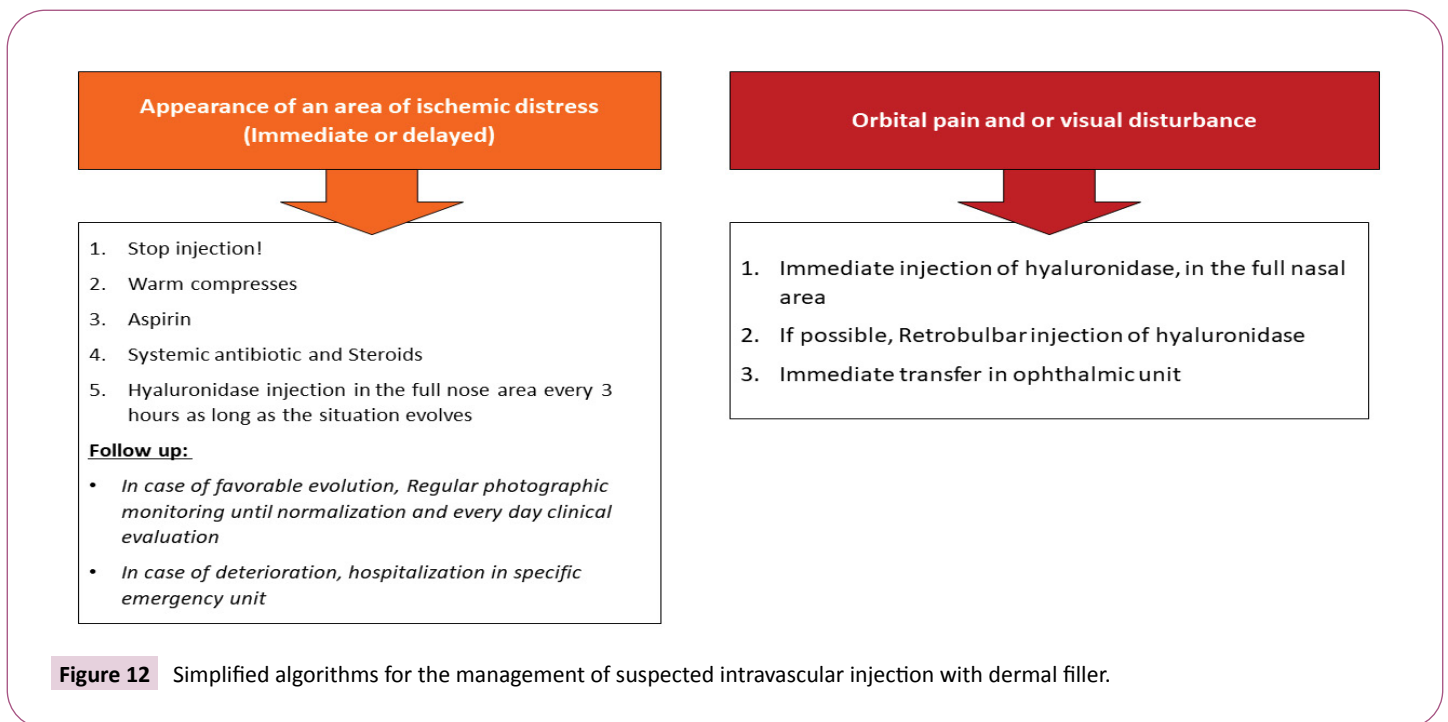 Appearance of an area of ischemic distress
(Immediate or delayed)
1. Stop injection!
2. Warm compresses
3. Aspirin
4. Systemic antibiotic and Steroids
5. Hyaluronidase injection in the full nose area every 3
hours as long as the situation evolves
Follow up:
• In case of favorable evolution, Regular photographic
monitoring until normalization and every day clinical
evaluation
• In case of deterioration, hospitalization in specific
emergency unit
Orbital pain and or visual disturbance
1. Immediate injection of hyaluronidase, in the full nasal
area
2. If possible, Retrobulbar injection of hyaluronidase
3. Immediate transfer in ophthalmic unit
Figure 12 Simplified algorithms for the management of suspected intravascular injection with dermal filler.